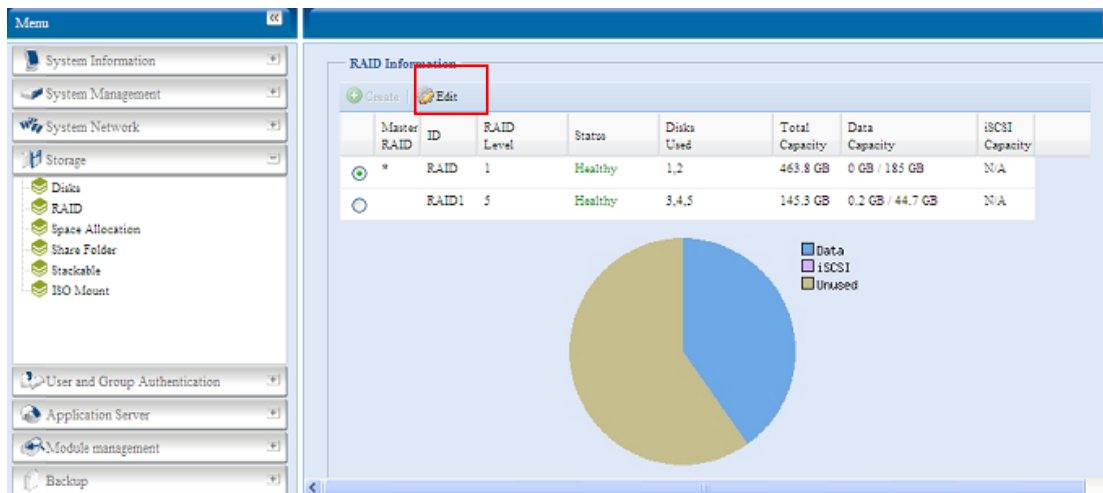 Menu
System Information
System Management
System Network
Storage
Disks
RAID
Space Allocation
Share Folder
Stackable
ISO Mount
User and Group Authentication
Application Server
Module management
Backup
RAID Information
Create Edit
Master RAID ID RAID Level Status Disks Used Total Capacity Data Capacity iSCSI Capacity
* RAID 1 Healthy 1,2 463.8 GB 0 GB / 185 GB N/A
RAID1 5 Healthy 3,4,5 145.3 GB 0.2 GB / 44.7 GB N/A
Data
iSCSI
Unused